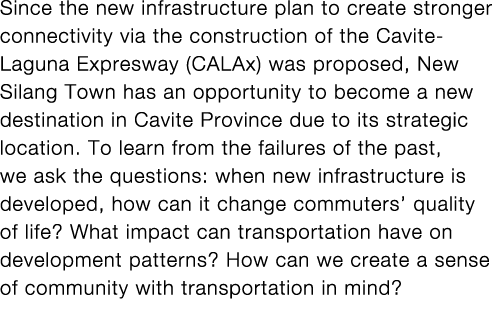 Since the new infrastructure plan to create stronger
connectivity via the construction of the Cavite-
Laguna Expresway (CALAx) was proposed, New
Silang Town has an opportunity to become a new
destination in Cavite Province due to its strategic
location. To learn from the failures of the past,
we ask the questions: when new infrastructure is
developed, how can it change commuters’ quality
of life? What impact can transportation have on
development patterns? How can we create a sense
of community with transportation in mind?